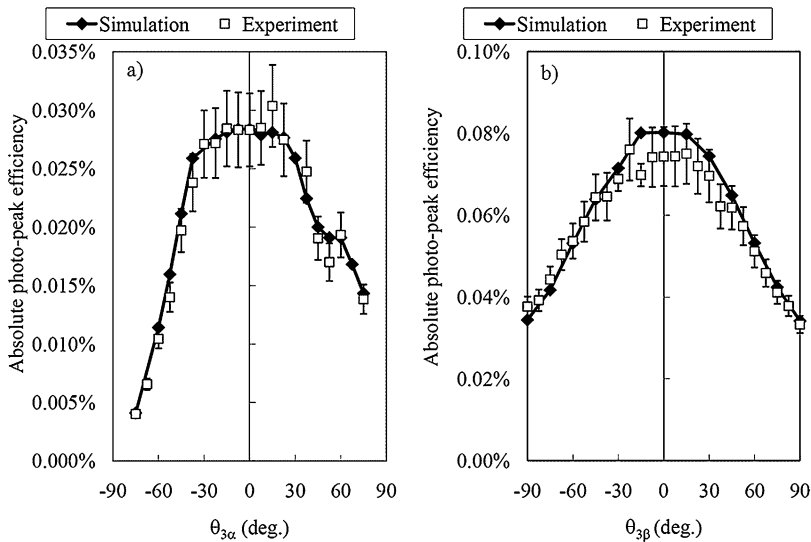 Simulation Experiment
Simulation Experiment
a)
0.035%
0.030%
0.025%
0.020%
0.015%
0.010%
0.005%
0.000%
Absolute photo-peak efficiency
-90 -60 -30 0 30 60 90
θ3α (deg.)
b)
0.10%
0.08%
0.06%
0.04%
0.02%
0.00%
Absolute photo-peak efficiency
-90 -60 -30 0 30 60 90
θ3β (deg.)